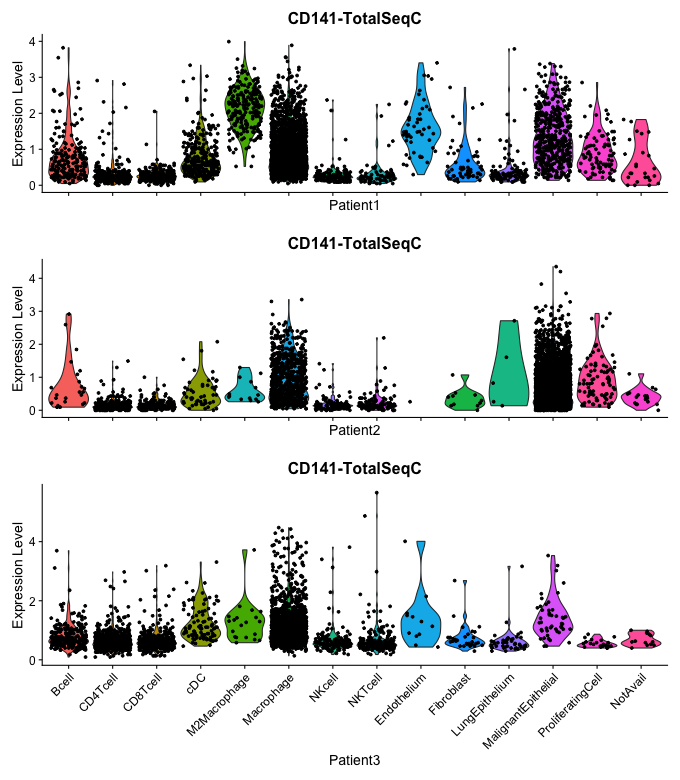 CD141-TotalSeqC
Expression Level
4
3
2
1
0
Patient1
CD141-TotalSeqC
Expression Level
4
3
2
1
0
Patient2
CD141-TotalSeqC
Expression Level
4
2
0
Bcell
CD4Tcell
CD8Tcell
cDC
M2Macrophage
Macrophage
NKcell
NKTcell
Endothelium
Fibroblast
LungEpithelium
MalignantEpithelial
ProliferatingCell
NotAvail
Patient3